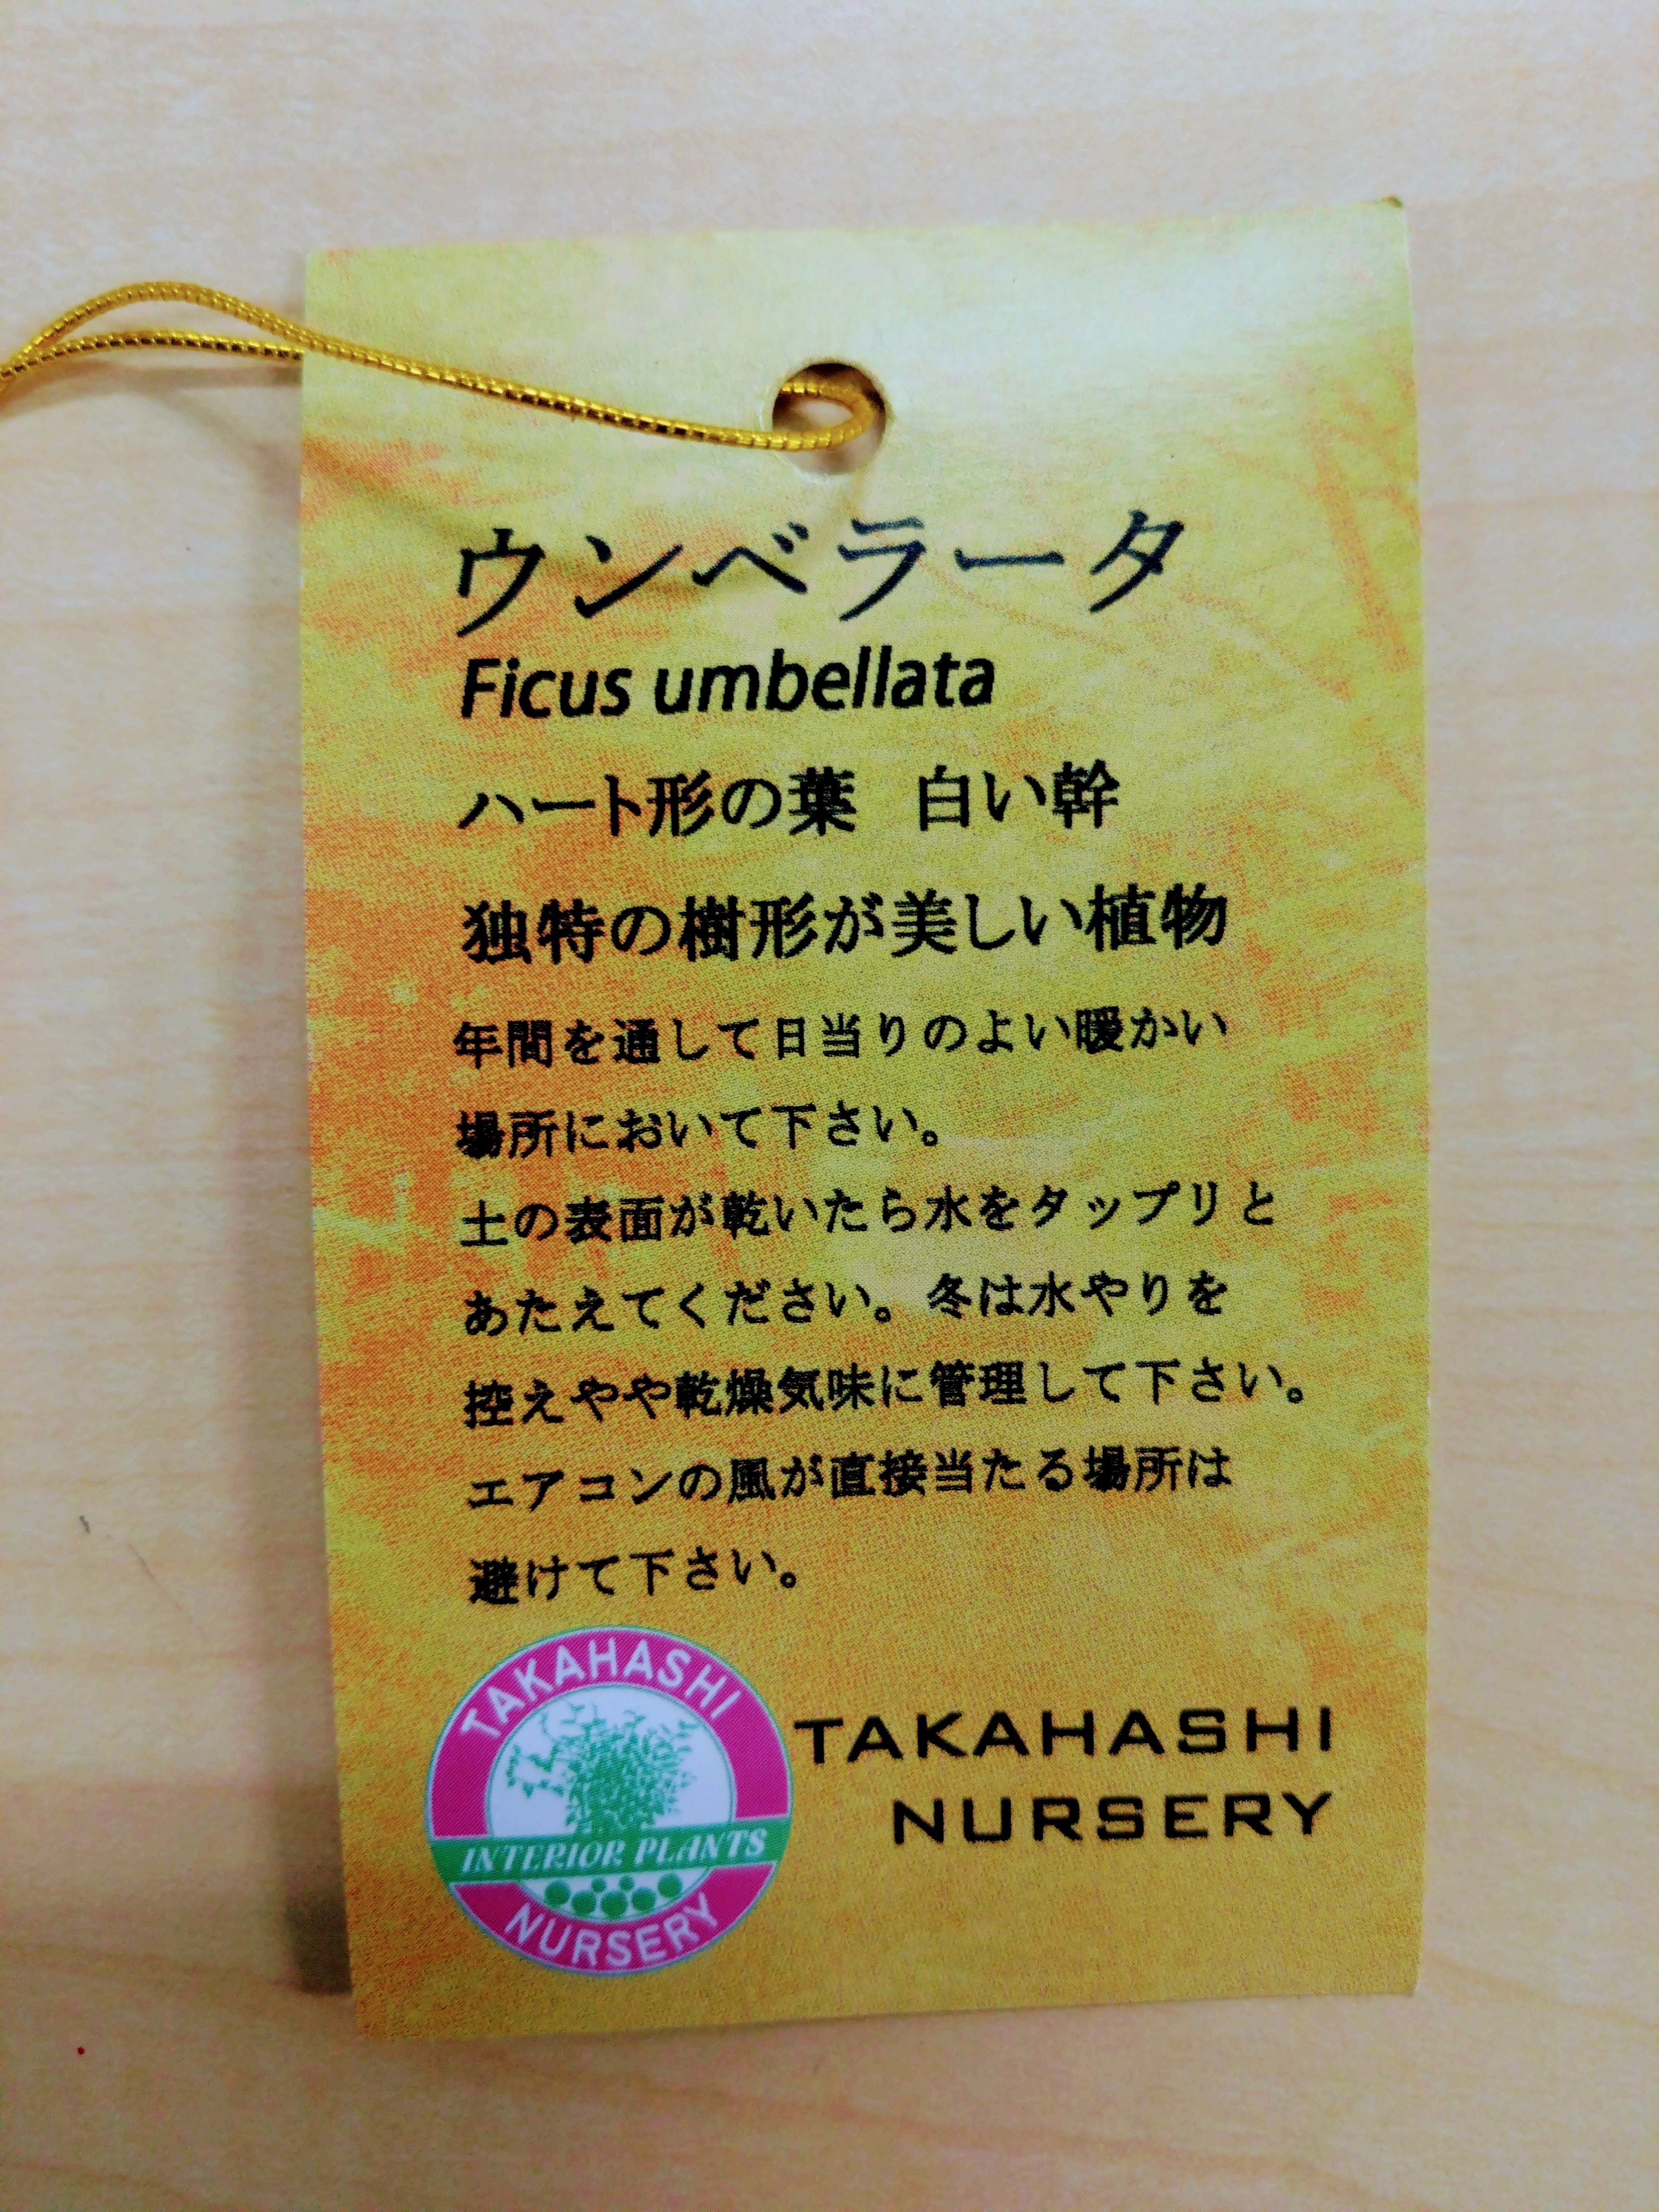 ウンベラータ
Ficus umbellata
ハート形の葉 白い幹
独特の樹形が美しい植物
年間を通して日当りのよい暖かい
場所において下さい。
土の表面が乾いたら水をタップリと
あたえてください。冬は水やりを
控えやや乾燥気味に管理して下さい。
エアコンの風が直接当たる場所は
避けて下さい。
TAKAHASHI
INTERIOR PLANTS
NURSERY
TAKAHASHI
NURSERY